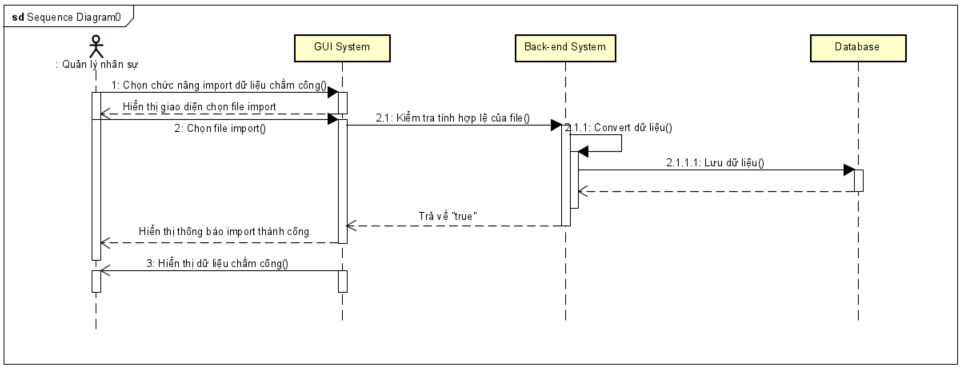 sd Sequence Diagram0
GUI System
Back-end System
Database
: Quản lý nhân sự
1: Chọn chức năng import dữ liệu chấm công()
Hiển thị giao diện chọn file import
2: Chọn file import()
2.1: Kiểm tra tính hợp lệ của file()
2.1.1: Convert dữ liệu()
2.1.1.1: Lưu dữ liệu()
Trả về "true"
Hiển thị thông báo import thành công
3: Hiển thị dữ liệu chấm công()